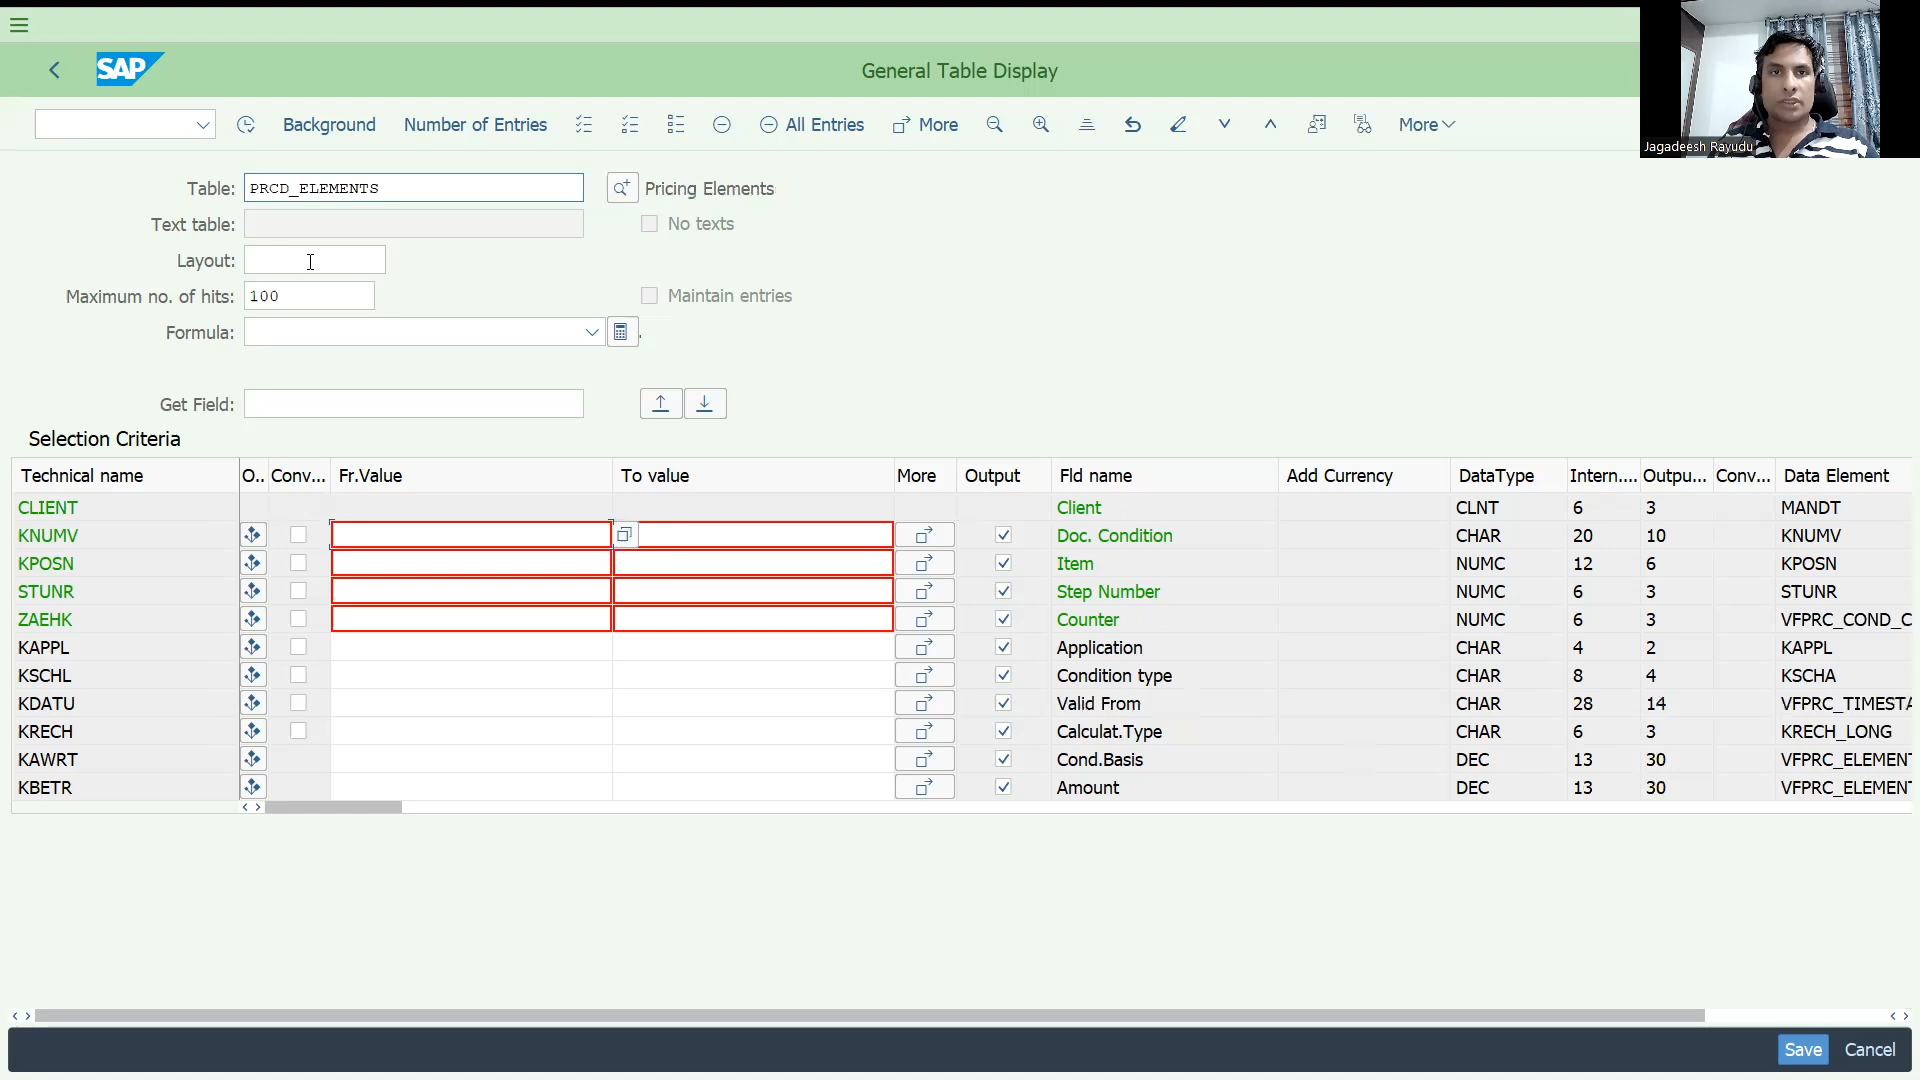 SAP
General Table Display
Background Number of Entries All Entries More More
Jagadeesh Rayudu
Table: PRCD_ELEMENTS Pricing Elements
Text table: No texts
Layout:
Maximum no. of hits: 100 Maintain entries
Formula:
Get Field:
Selection Criteria
Technical name O.. Conv... Fr.Value To value More Output Fld name Add Currency DataType Intern.... Outpu... Conv... Data Element
CLIENT Client CLNT 6 3 MANDT
KNUMV Doc. Condition CHAR 20 10 KNUMV
KPOSN Item NUMC 12 6 KPOSN
STUNR Step Number NUMC 6 3 STUNR
ZAEHK Counter NUMC 6 3 VFPRC_COND_C
KAPPL Application CHAR 4 2 KAPPL
KSCHL Condition type CHAR 8 4 KSCHA
KDATU Valid From CHAR 28 14 VFPRC_TIMESTA
KRECH Calculat.Type CHAR 6 3 KRECH_LONG
KAWRT Cond.Basis DEC 13 30 VFPRC_ELEMENT
KBETR Amount DEC 13 30 VFPRC_ELEMENT
Save Cancel